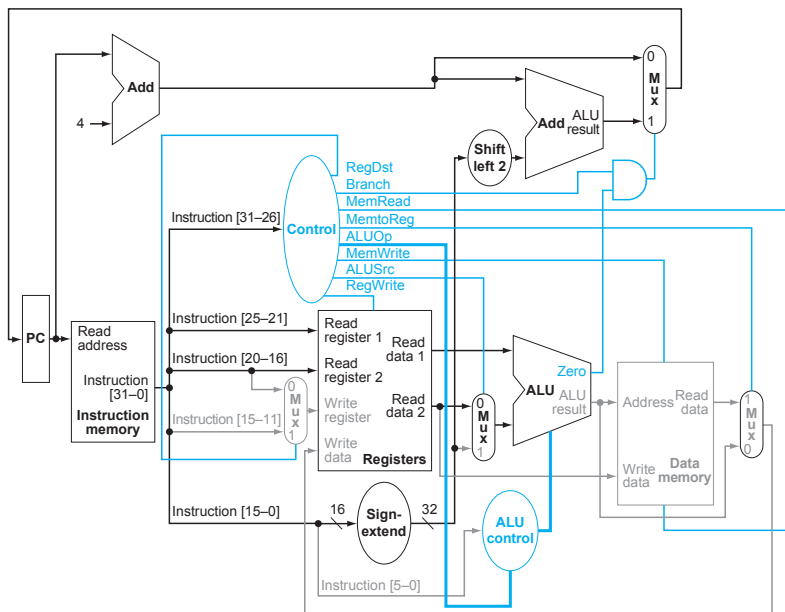 0
Mux
1
Add
4
Add
ALU
result
Shift
left 2
RegDst
Branch
MemRead
MemtoReg
ALUOp
MemWrite
ALUSrc
RegWrite
Control
Instruction [31–26]
PC
Read
address
Instruction
[31–0]
Instruction
memory
Instruction [25–21]
Instruction [20–16]
Instruction [15–11]
0
Mux
1
Read
register 1
Read
register 2
Write
register
Write
data
Read
data 1
Read
data 2
Registers
0
Mux
1
Zero
ALU
ALU
result
Address
Read
data
Write
data
Data
memory
1
Mux
0
Instruction [15–0]
16
Sign-
extend
32
ALU
control
Instruction [5–0]